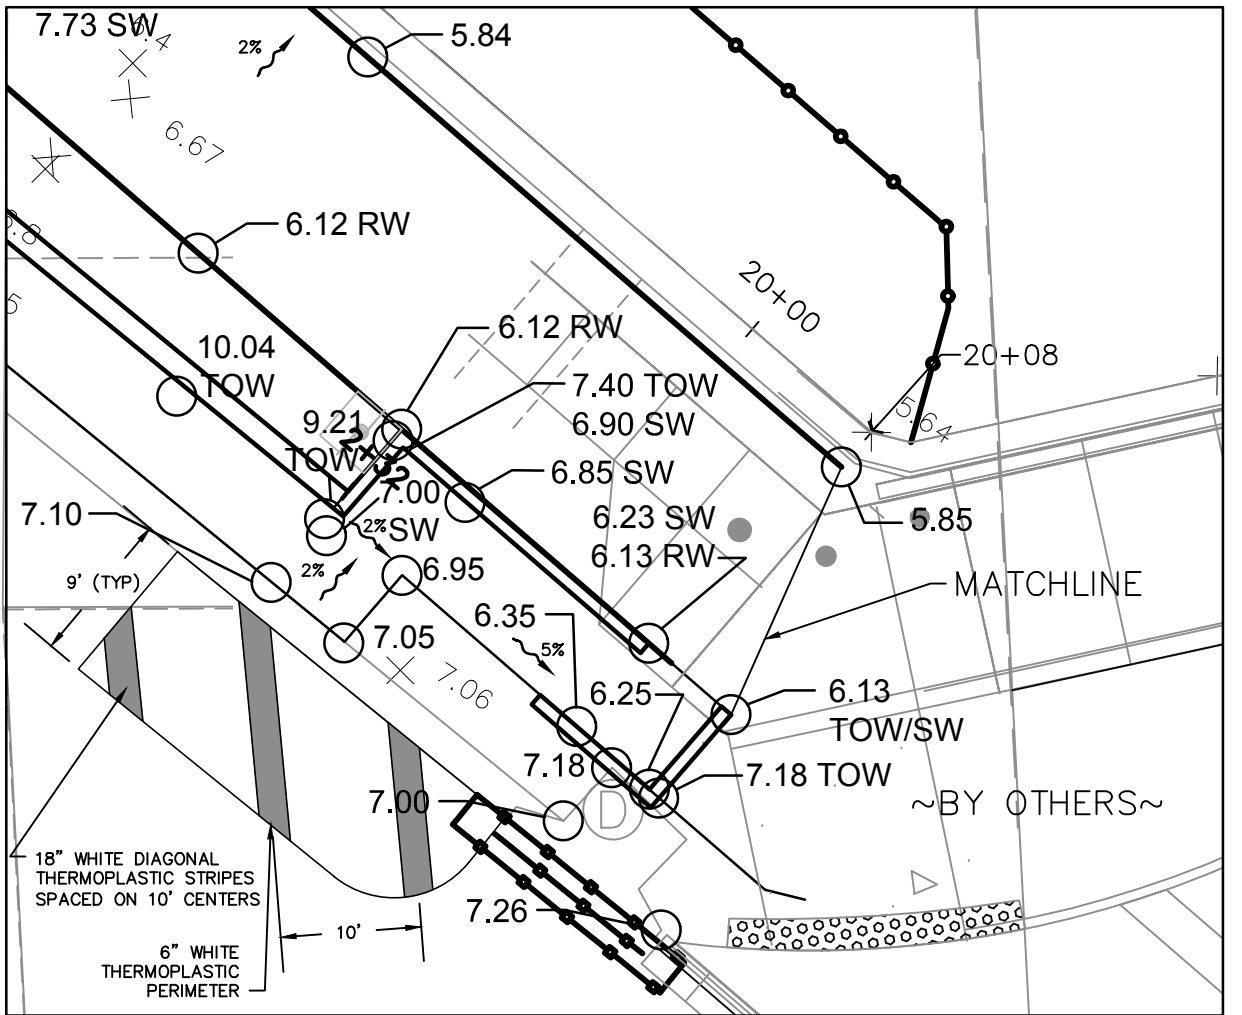 7.73 SW
6.4
2%
5.84
6.67
6.12 RW
20+00
6.12 RW
20+08
10.04
TOW
7.40 TOW
6.90 SW
5.64
9.21
TOW
6.85 SW
7.00
SW
6.23 SW
6.13 RW
5.85
7.10
2%
2%
6.95
9' (TYP)
MATCHLINE
6.35
7.05
5%
7.06
6.25
6.13
TOW/SW
7.18
7.18 TOW
7.00
D
~BY OTHERS~
18" WHITE DIAGONAL
THERMOPLASTIC STRIPES
SPACED ON 10' CENTERS
7.26
10'
6" WHITE
THERMOPLASTIC
PERIMETER